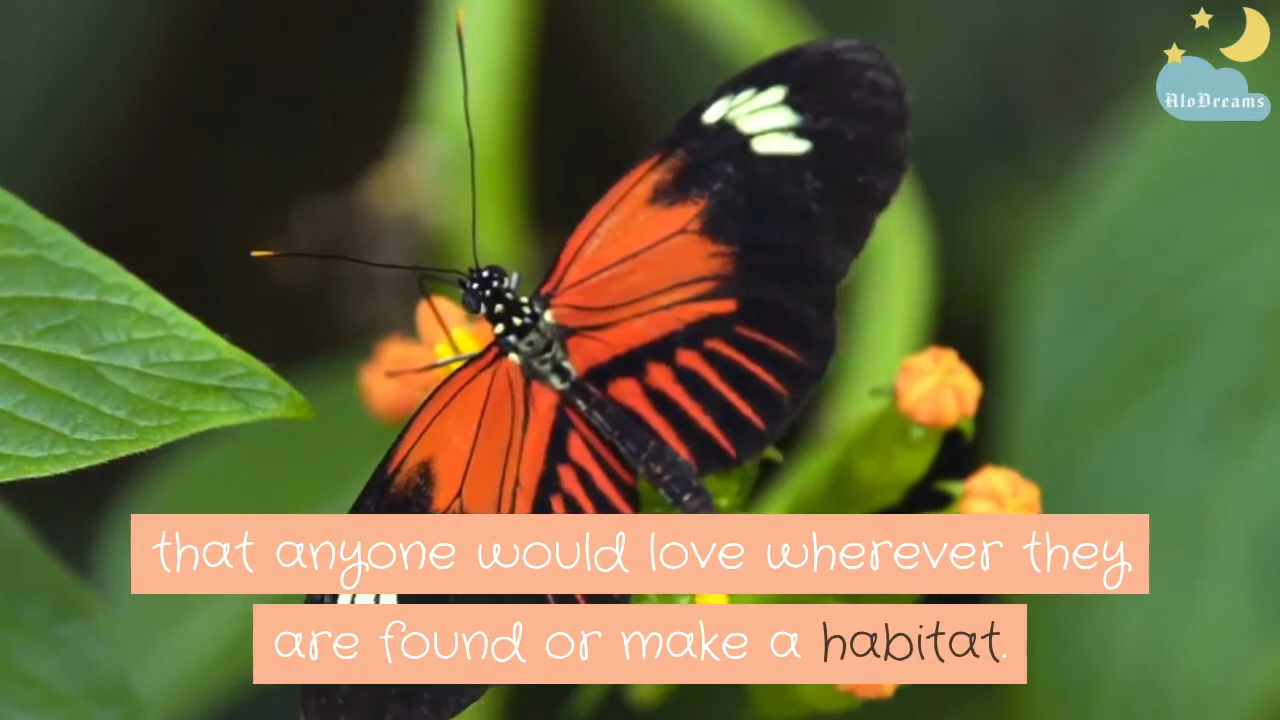 AloDreams
that anyone would love wherever they
are found or make a habitat.